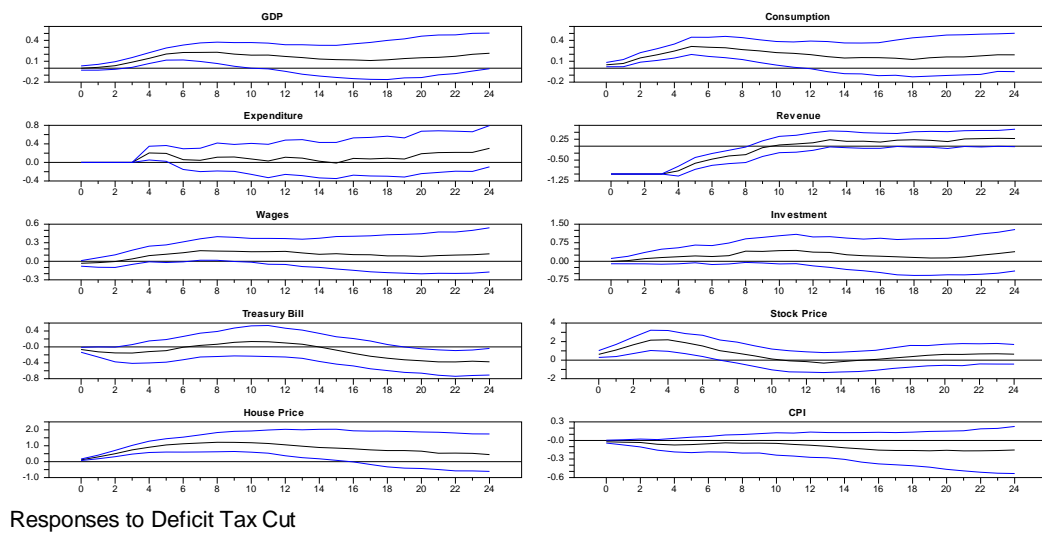 GDP
0.4
0.1
-0.2
0 2 4 6 8 10 12 14 16 18 20 22 24
Consumption
0.4
0.1
-0.2
0 2 4 6 8 10 12 14 16 18 20 22 24
Expenditure
0.8
0.4
0.0
-0.4
0 2 4 6 8 10 12 14 16 18 20 22 24
Revenue
0.25
-0.50
-1.25
0 2 4 6 8 10 12 14 16 18 20 22 24
Wages
0.6
0.3
0.0
-0.3
0 2 4 6 8 10 12 14 16 18 20 22 24
Investment
1.50
0.75
0.00
-0.75
0 2 4 6 8 10 12 14 16 18 20 22 24
Treasury Bill
0.4
-0.0
-0.4
-0.8
0 2 4 6 8 10 12 14 16 18 20 22 24
Stock Price
4
2
0
-2
0 2 4 6 8 10 12 14 16 18 20 22 24
House Price
2.0
1.0
0.0
-1.0
0 2 4 6 8 10 12 14 16 18 20 22 24
CPI
0.3
-0.0
-0.3
-0.6
0 2 4 6 8 10 12 14 16 18 20 22 24
Responses to Deficit Tax Cut